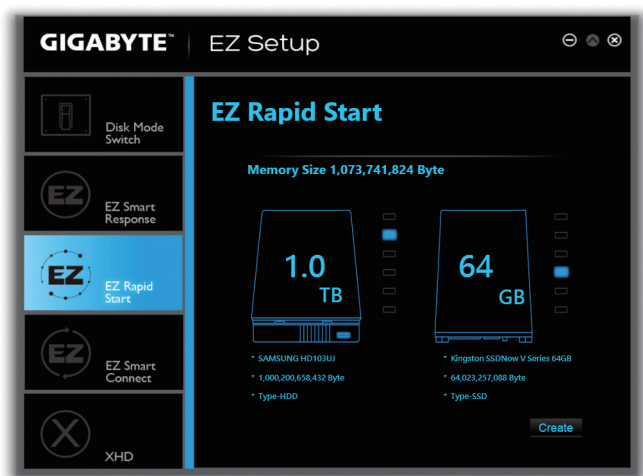 GIGABYTE™ EZ Setup
Disk Mode
Switch
EZ
EZ Smart
Response
EZ
EZ Rapid
Start
EZ
EZ Smart
Connect
X
XHD
EZ Rapid Start
Memory Size 1,073,741,824 Byte
1.0
TB
64
GB
* SAMSUNG HD103UJ
* 1,000,200,658,432 Byte
* Type-HDD
* Kingston SSDNow V Series 64GB
* 64,023,257,088 Byte
* Type-SSD
Create